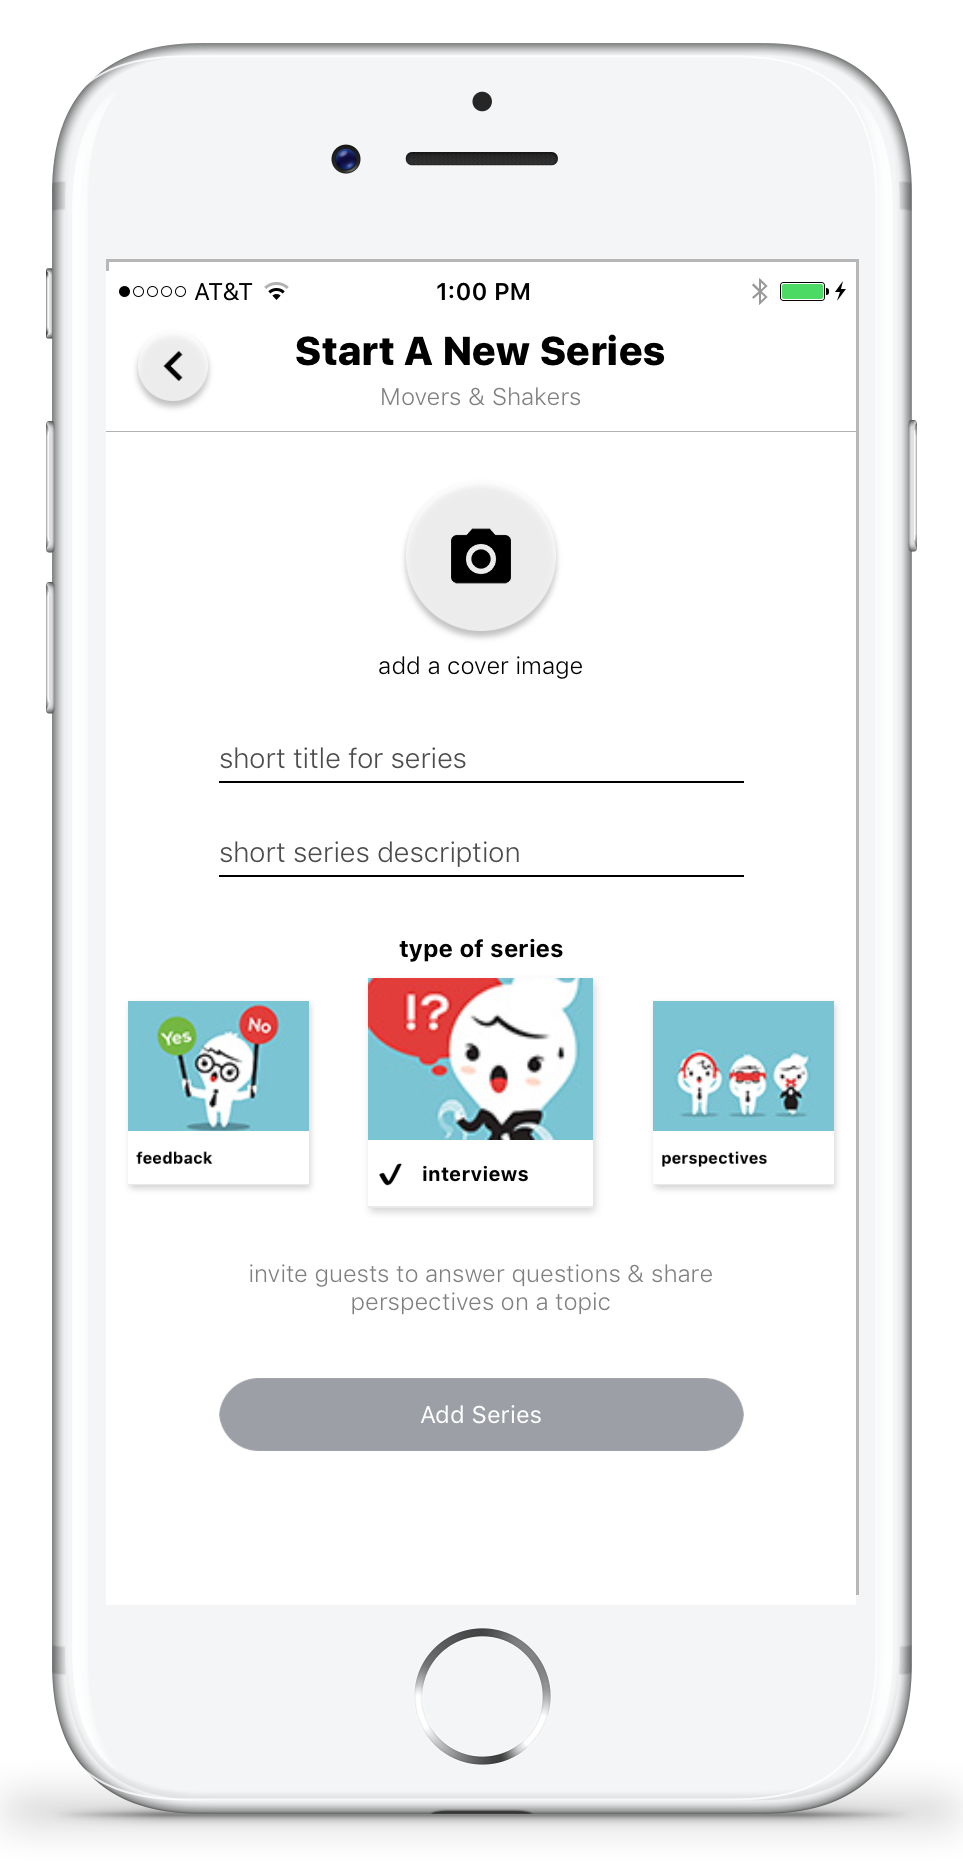 AT&T 1:00 PM
Start A New Series
Movers & Shakers
add a cover image
short title for series
short series description
type of series
Yes No
!?
feedback
interviews
perspectives
invite guests to answer questions & share
perspectives on a topic
Add Series